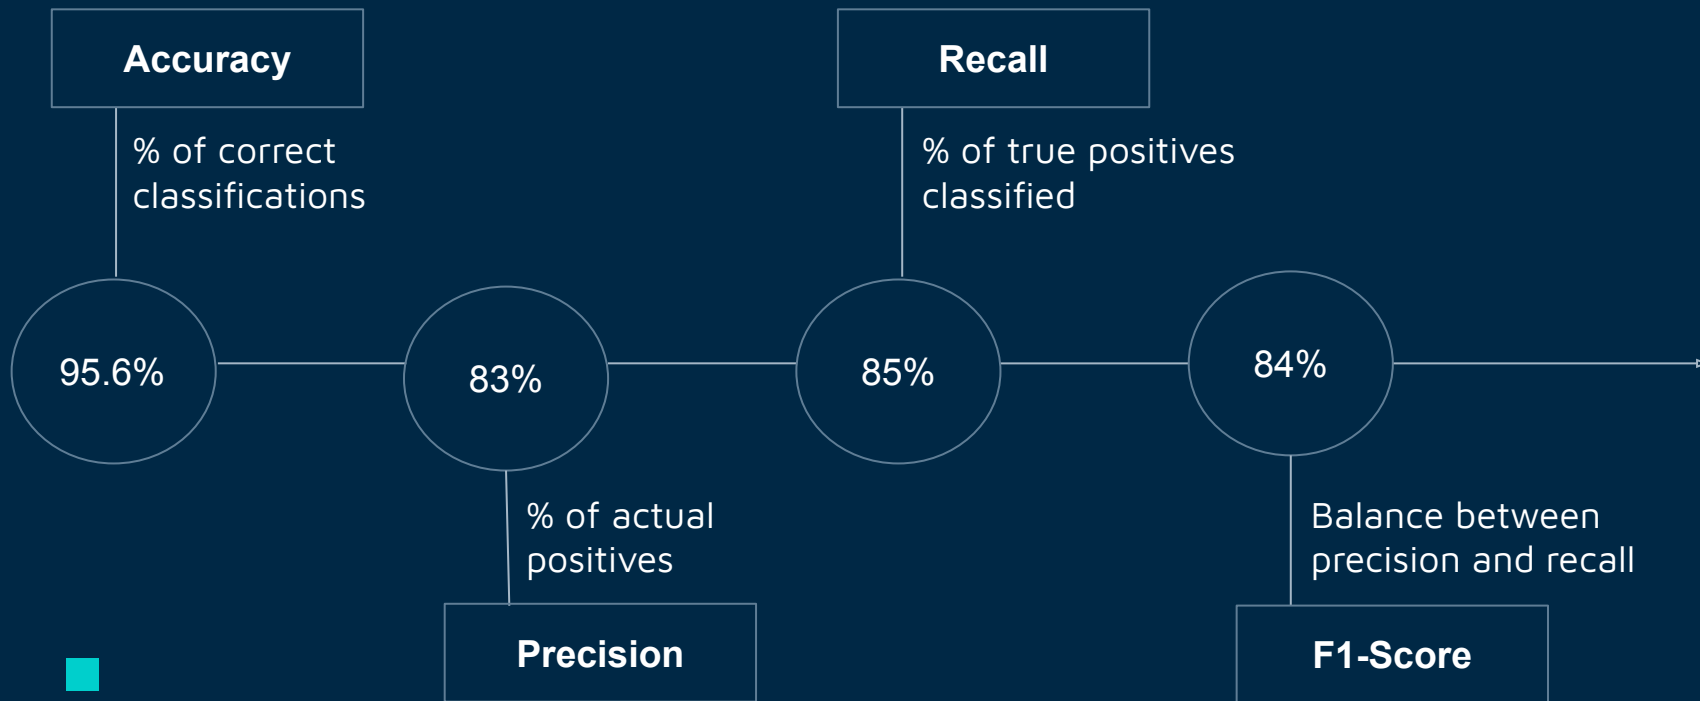 Accuracy
% of correct
classifications
95.6%
83%
% of actual
positives
Precision
Recall
% of true positives
classified
85%
84%
Balance between
precision and recall
F1-Score